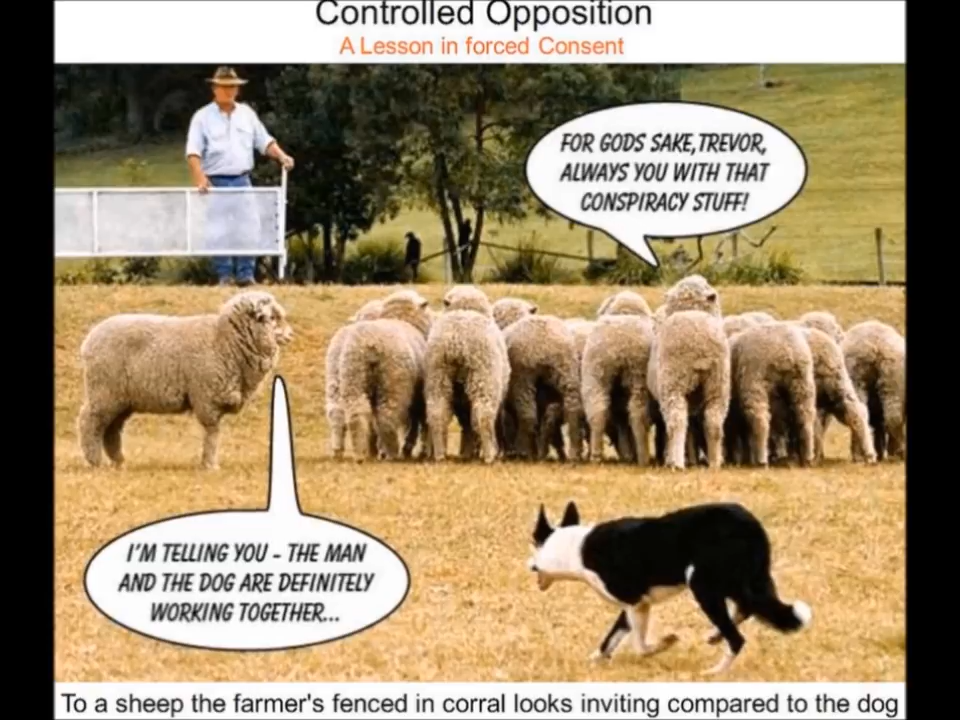 Controlled Opposition
A Lesson in forced Consent
FOR GODS SAKE, TREVOR,
ALWAYS YOU WITH THAT
CONSPIRACY STUFF!
I'M TELLING YOU - THE MAN
AND THE DOG ARE DEFINITELY
WORKING TOGETHER...
To a sheep the farmer's fenced in corral looks inviting compared to the dog